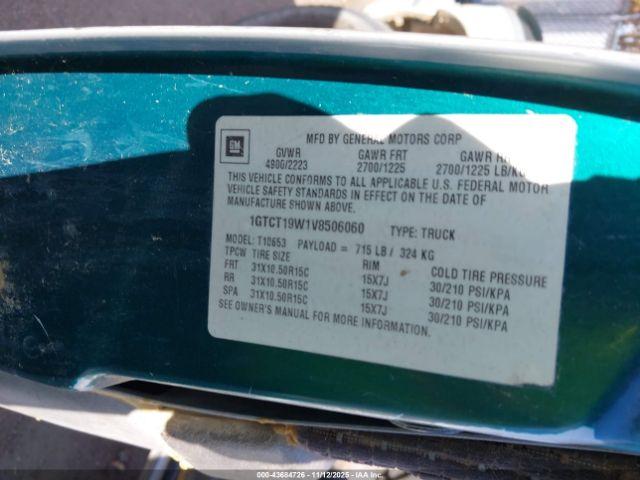 GM
MFD BY GENERAL MOTORS CORP
GVWR GAWR FRT GAWR RR
4900/2223 2700/1225 2700/1225 LB/KG
THIS VEHICLE CONFORMS TO ALL APPLICABLE U.S. FEDERAL MOTOR
VEHICLE SAFETY STANDARDS IN EFFECT ON THE DATE OF
MANUFACTURE SHOWN ABOVE.
1GTCT19W1V8506060 TYPE: TRUCK
MODEL: T10653 PAYLOAD = 715 LB/ 324 KG
TPCW TIRE SIZE RIM COLD TIRE PRESSURE
FRT 31X10.50R15C 15X7J 30/210 PSI/KPA
RR 31X10.50R15C 15X7J 30/210 PSI/KPA
SPA 31X10.50R15C 15X7J 30/210 PSI/KPA
SEE OWNER'S MANUAL FOR MORE INFORMATION.
000-43684726 11/12/2025 IAAI.COM